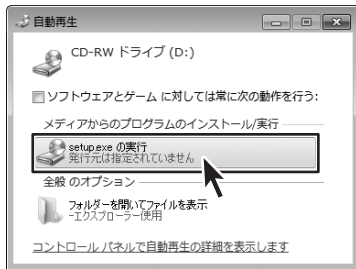 自動再生
CD-RW ドライブ (D:)
ソフトウェアとゲーム に対しては常に次の動作を行う:
メディアからのプログラムのインストール/実行
setup.exe の実行
発行元は指定されていません
全般 のオプション
フォルダーを開いてファイルを表示
-エクスプローラー使用
コントロール パネルで自動再生の詳細を表示します